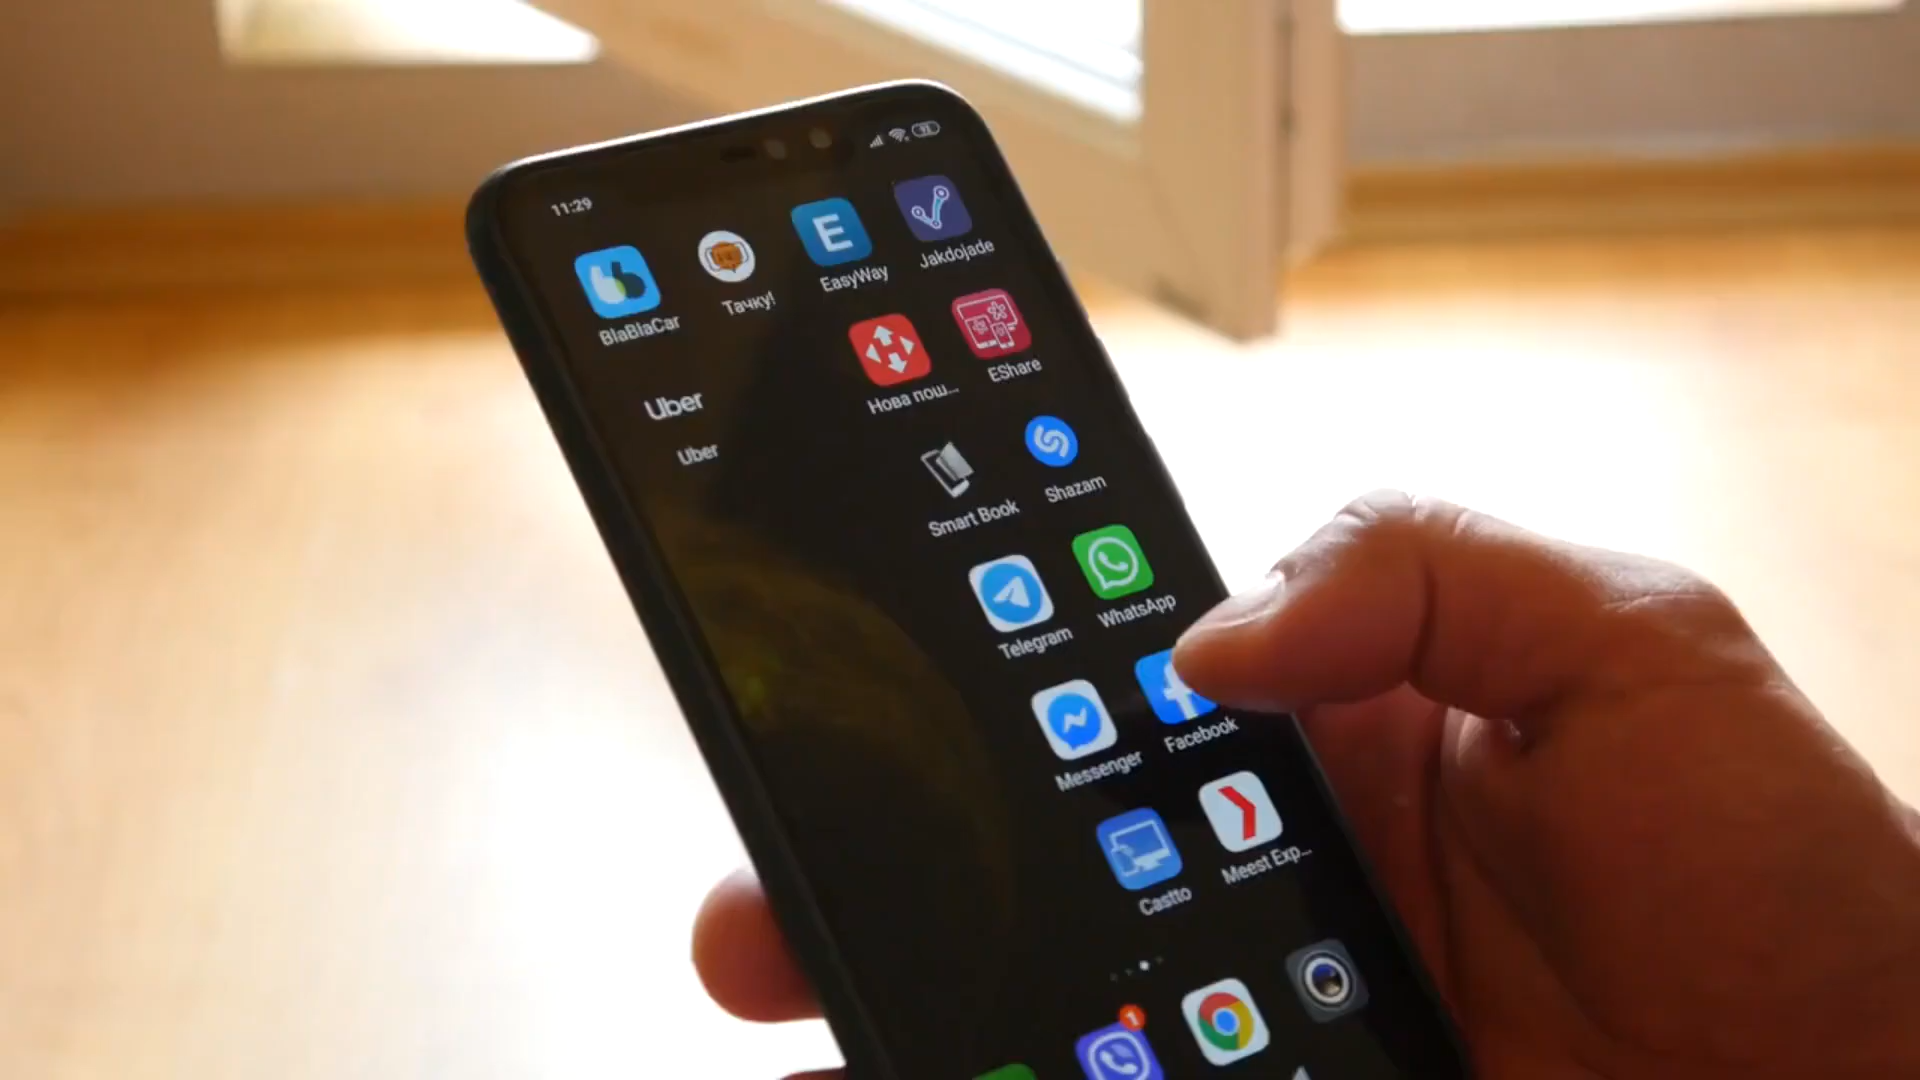 11:29
91
BlaBlaCar
Тачку!
E
EasyWay
Jakdojade
Uber
Uber
Нова пош...
EShare
Smart Book
Shazam
Telegram
WhatsApp
Messenger
Facebook
Castto
Meest Exp...
1